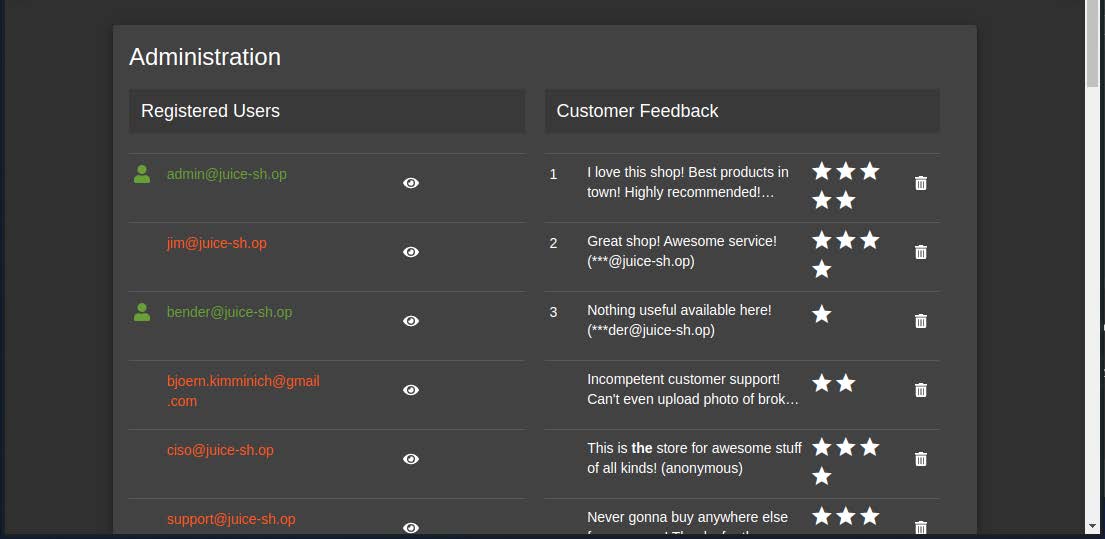 Administration
Registered Users
admin@juice-sh.op
jim@juice-sh.op
bender@juice-sh.op
bjoern.kimminich@gmail
.com
ciso@juice-sh.op
support@juice-sh.op
Customer Feedback
1 I love this shop! Best products in
town! Highly recommended!…
2 Great shop! Awesome service!
(***@juice-sh.op)
3 Nothing useful available here!
(***der@juice-sh.op)
Incompetent customer support!
Can't even upload photo of brok…
This is the store for awesome stuff
of all kinds! (anonymous)
Never gonna buy anywhere else